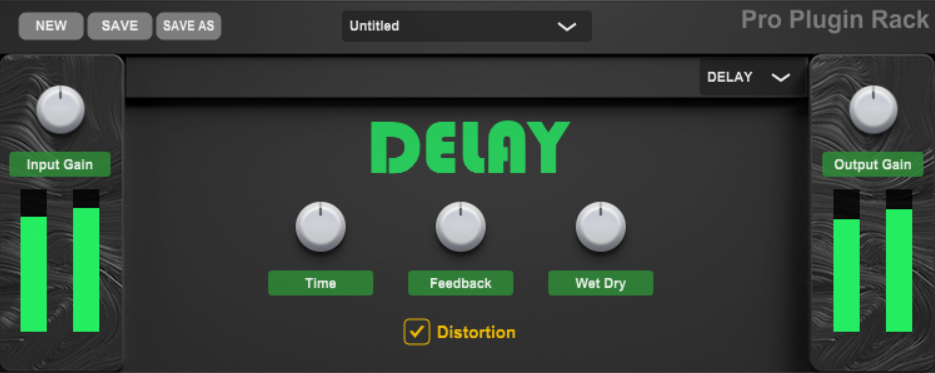 NEW SAVE SAVE AS Untitled Pro Plugin Rack
DELAY
DELAY
Input Gain Output Gain
Time Feedback Wet Dry
Distortion